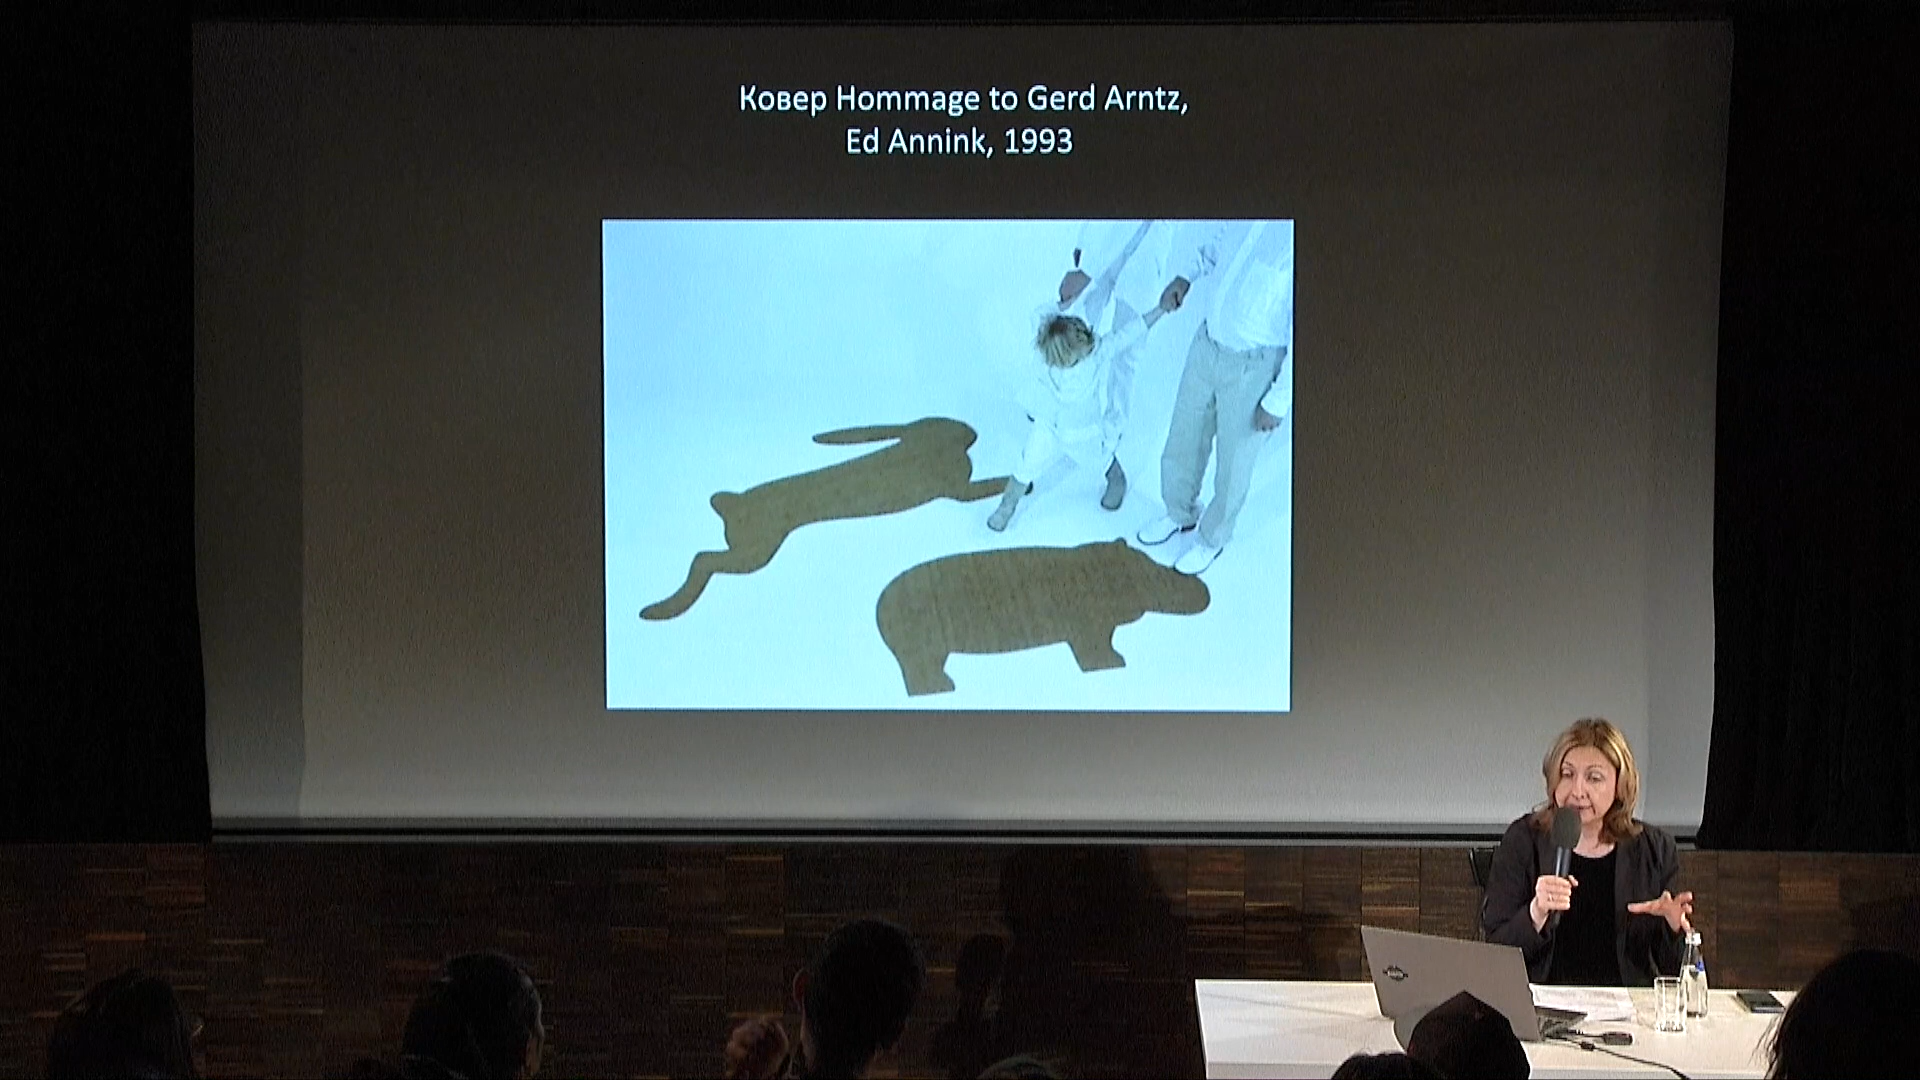 Ковер Hommage to Gerd Arntz,
Ed Annink, 1993